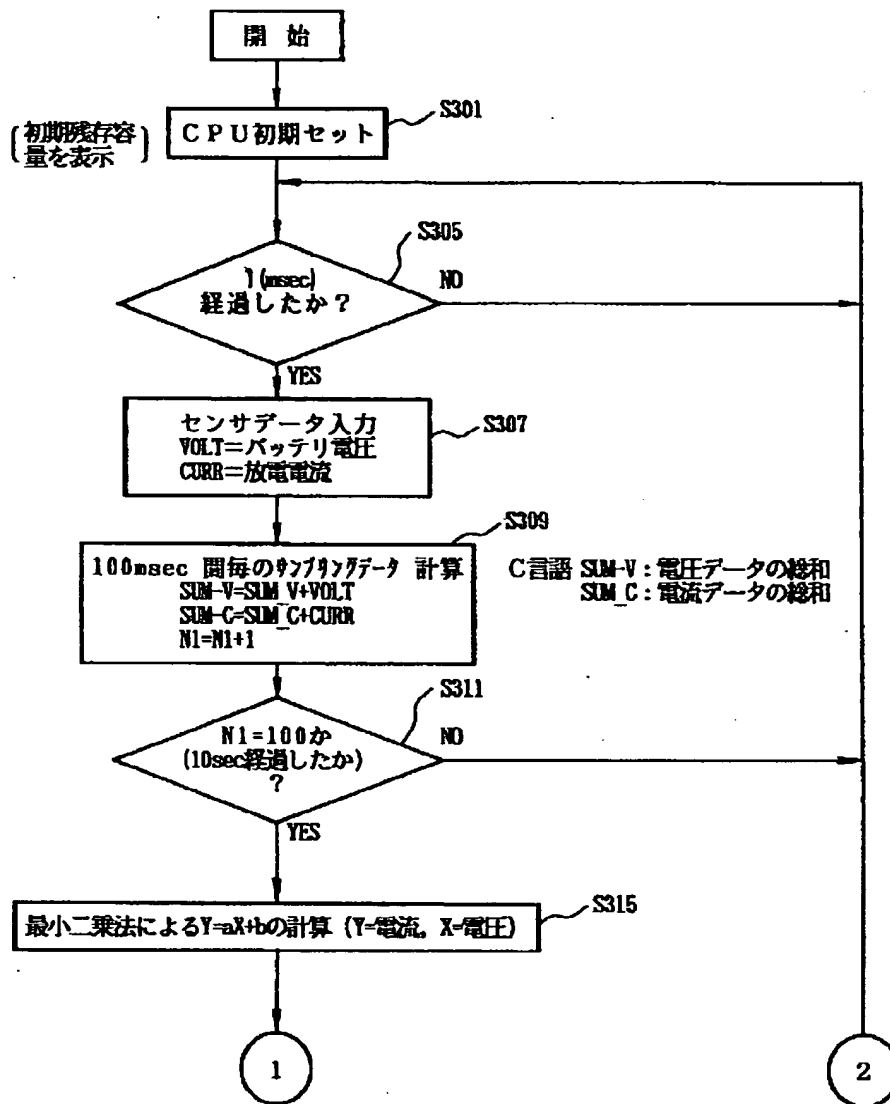 開 始
S301
CPU初期セット
初期残存容
量を表示
S305
1(msec)
経過したか?
NO
YES
S307
センサデータ入力
VOLT=バッテリ電圧
CURR=放電電流
S309
100msec 間毎のサンプリングデータ 計算
SUM-V=SUM_V+VOLT
SUM-C=SUM_C+CURR
N1=N1+1
C言語 SUM-V:電圧データの総和
SUM_C:電流データの総和
S311
N1=100か
(10sec経過したか)
?
NO
YES
S315
最小二乗法によるY=aX+bの計算 (Y=電流, X=電圧)
1
2